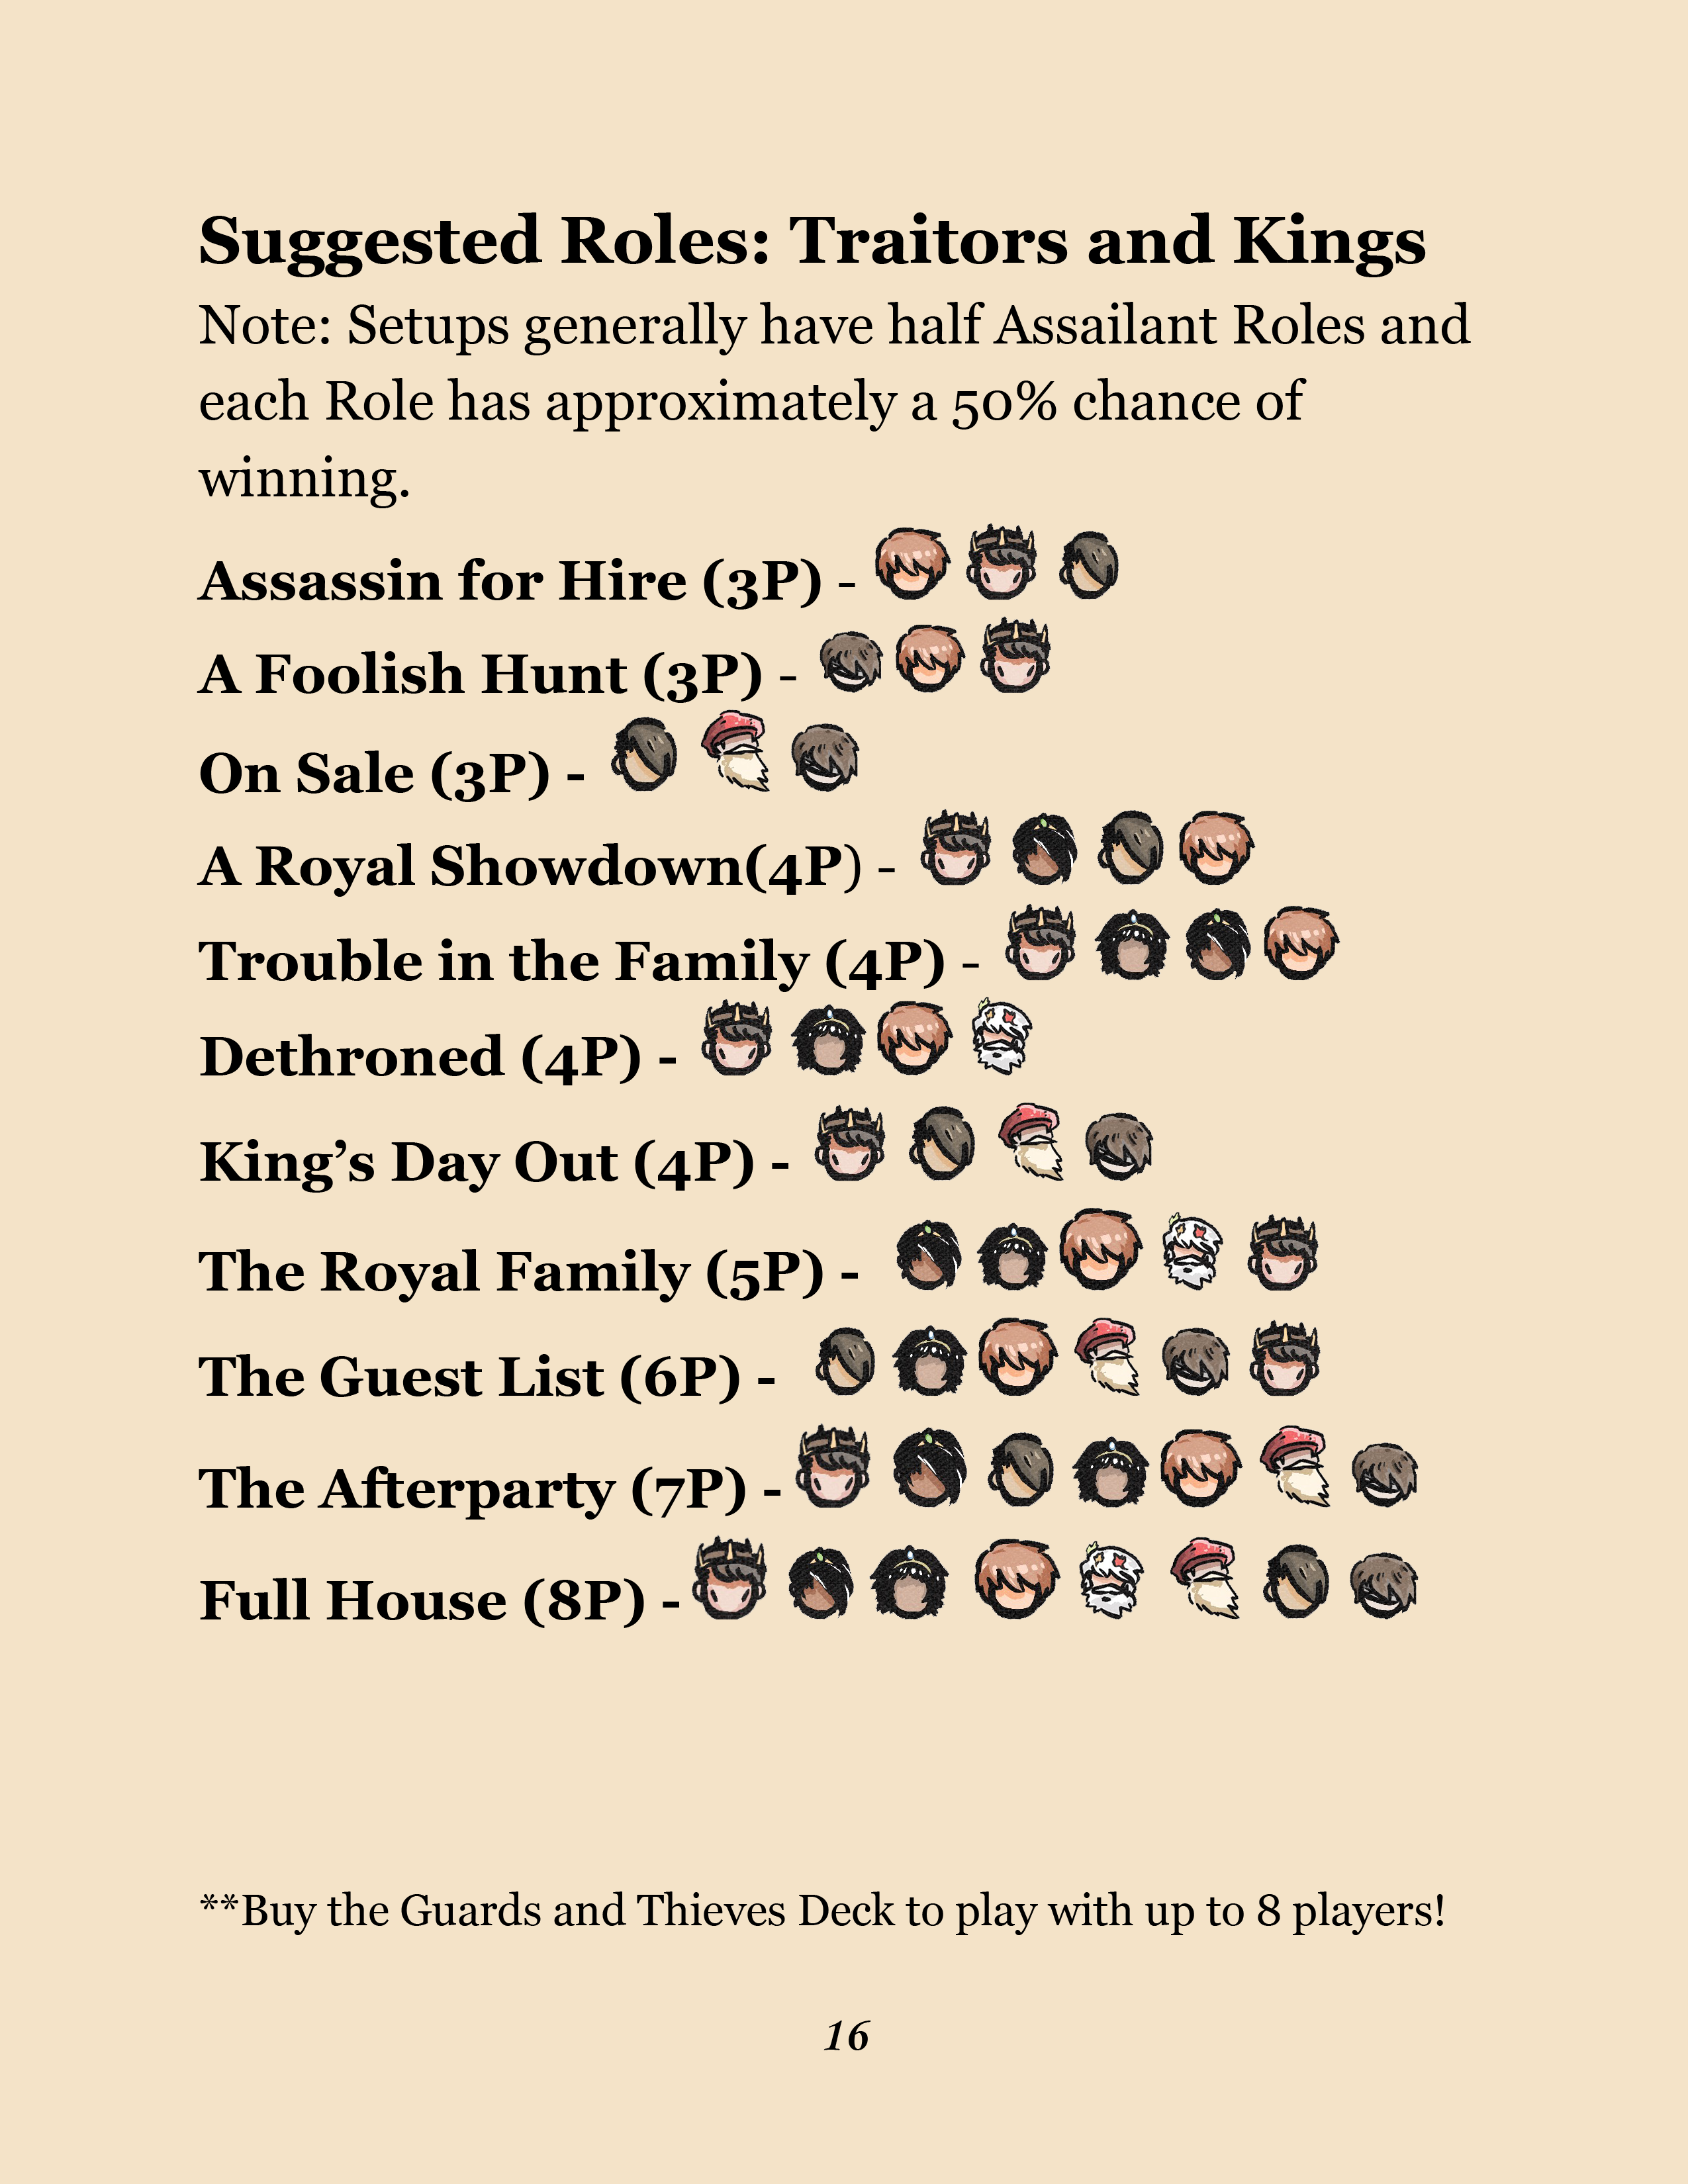 Suggested Roles: Traitors and Kings
Note: Setups generally have half Assailant Roles and
each Role has approximately a 50% chance of
winning.
Assassin for Hire (3P) -
A Foolish Hunt (3P) -
On Sale (3P) -
A Royal Showdown(4P) -
Trouble in the Family (4P) -
Dethroned (4P) -
King’s Day Out (4P) -
The Royal Family (5P) -
The Guest List (6P) -
The Afterparty (7P) -
Full House (8P) -
**Buy the Guards and Thieves Deck to play with up to 8 players!
16